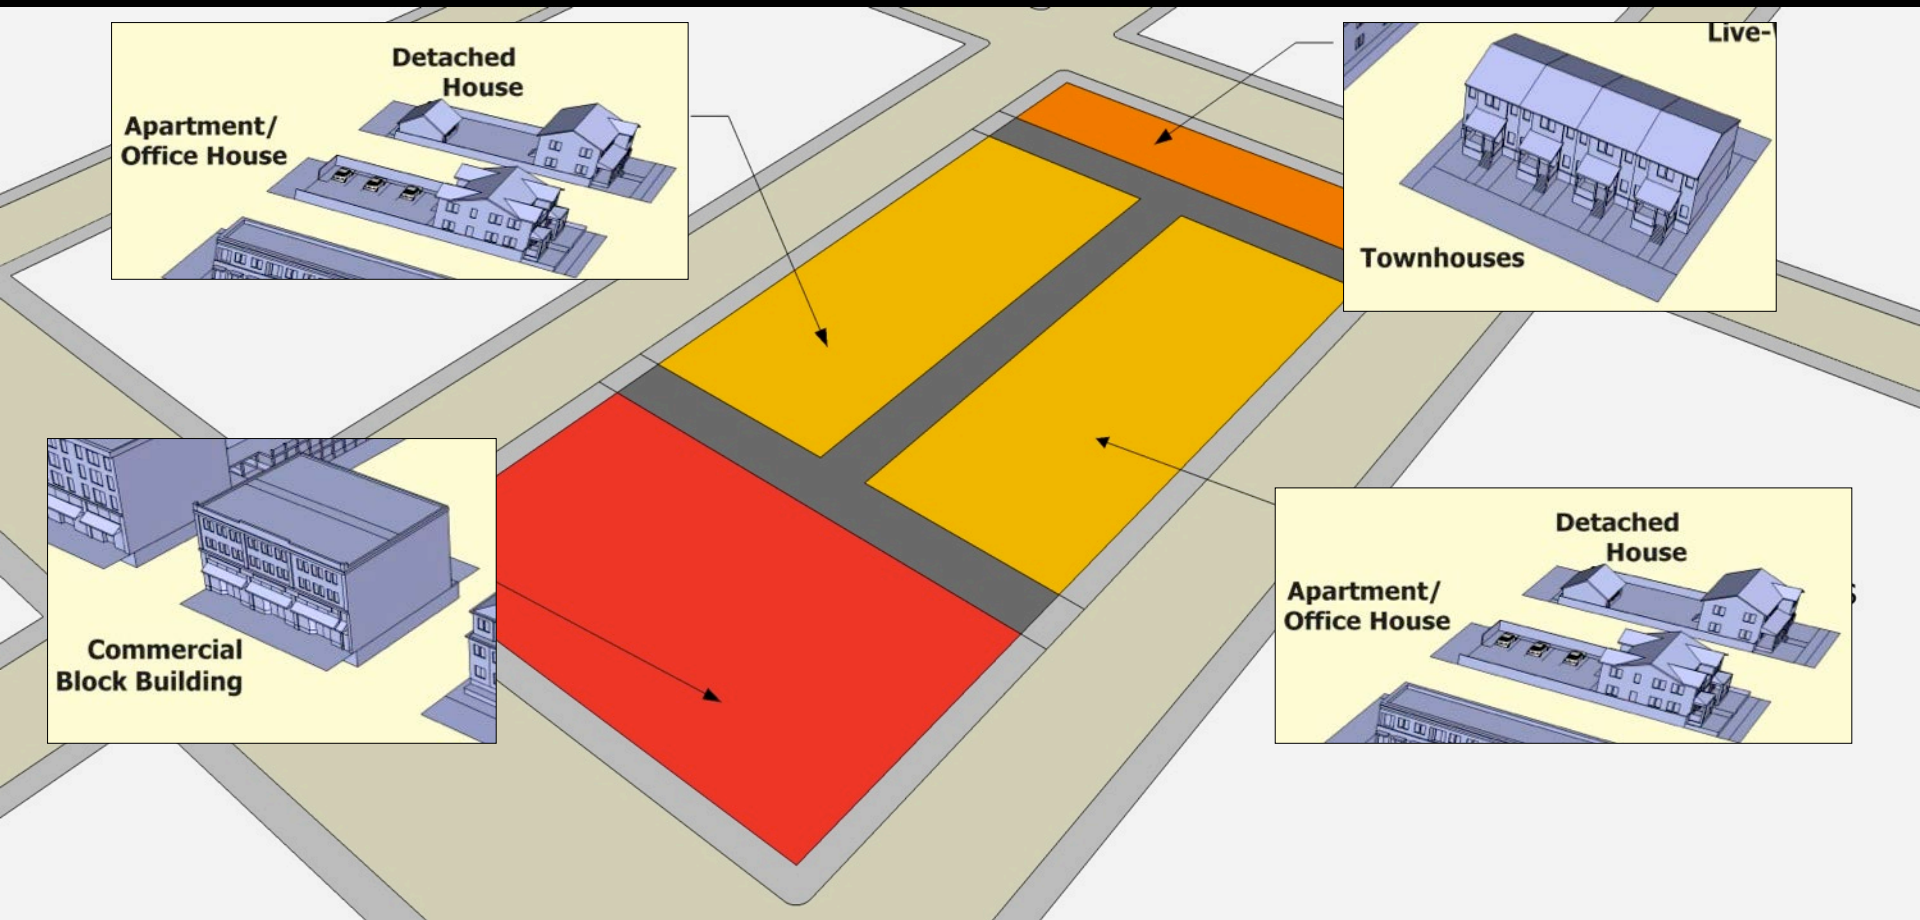 Detached
House
Apartment/
Office House
Live-
Townhouses
Commercial
Block Building
Detached
House
Apartment/
Office House